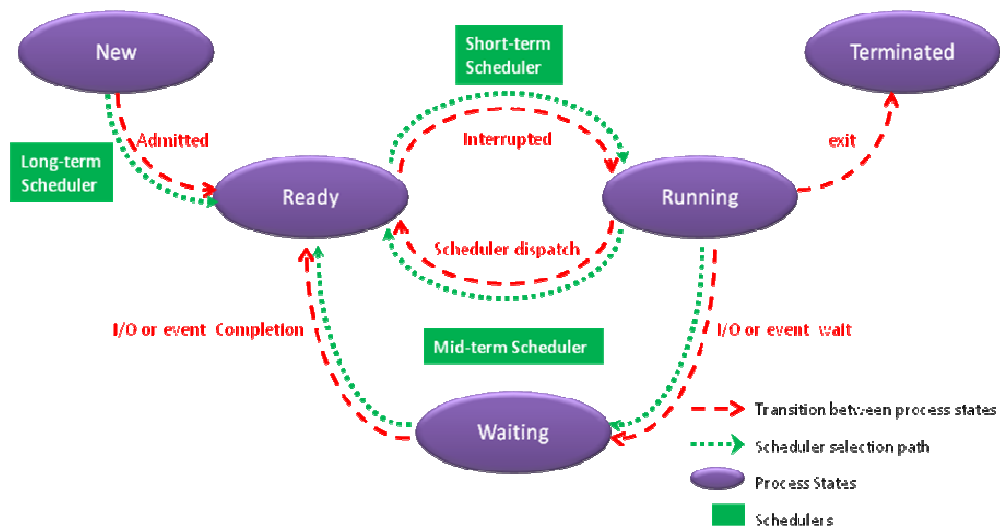 New
Short-term
Scheduler
Terminated
Admitted
Interrupted
exit
Long-term
Scheduler
Ready
Running
Scheduler dispatch
I/O or event Completion
Mid-term Scheduler
I/O or event wait
Waiting
Transition between process states
Scheduler selection path
Process States
Schedulers